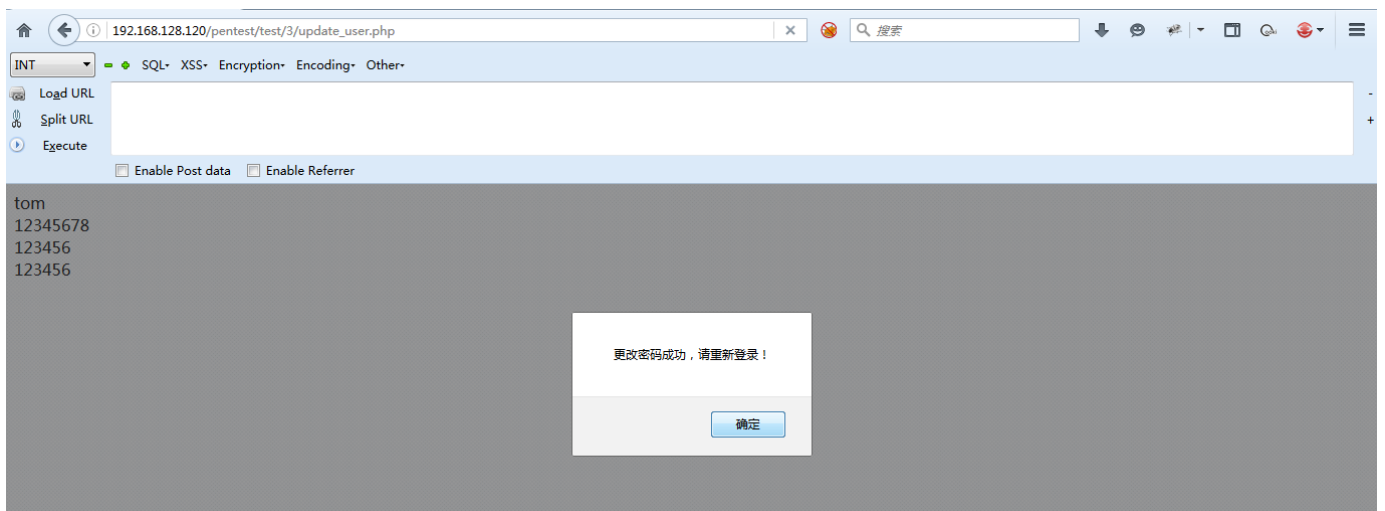 192.168.128.120/pentest/test/3/update_user.php
搜索
INT SQL- XSS- Encryption- Encoding- Other-
Load URL
Split URL
Execute
Enable Post data Enable Referrer
tom
12345678
123456
123456
更改密码成功，请重新登录！
确定